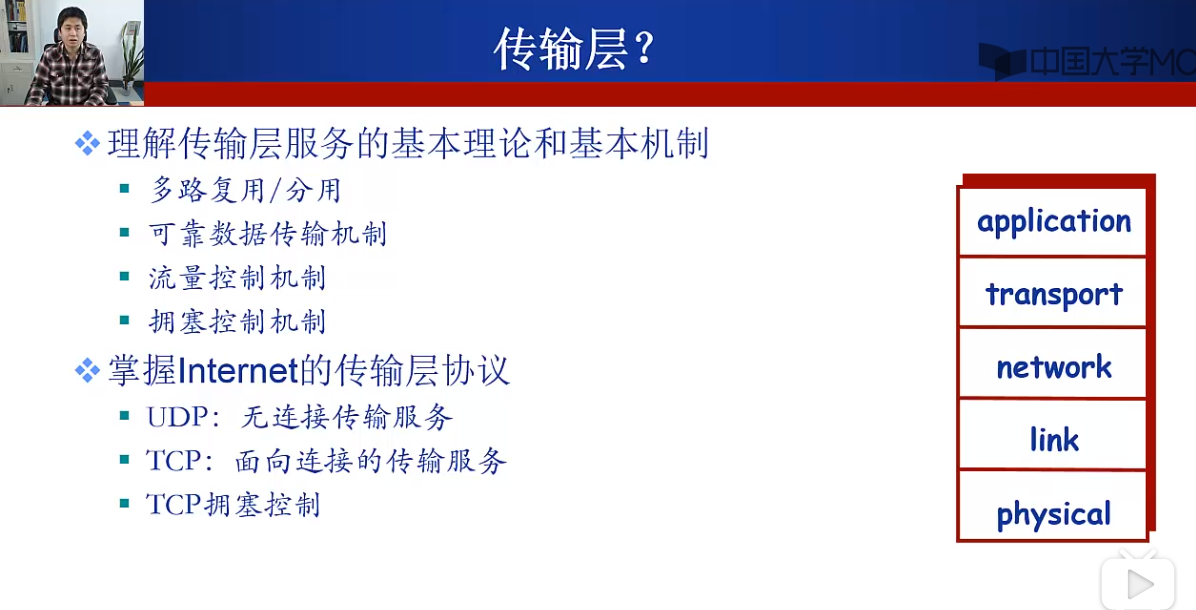 传输层？
中国大学MO
理解传输层服务的基本理论和基本机制
多路复用/分用
可靠数据传输机制
流量控制机制
拥塞控制机制
掌握Internet的传输层协议
UDP：无连接传输服务
TCP：面向连接的传输服务
TCP拥塞控制
application
transport
network
link
physical